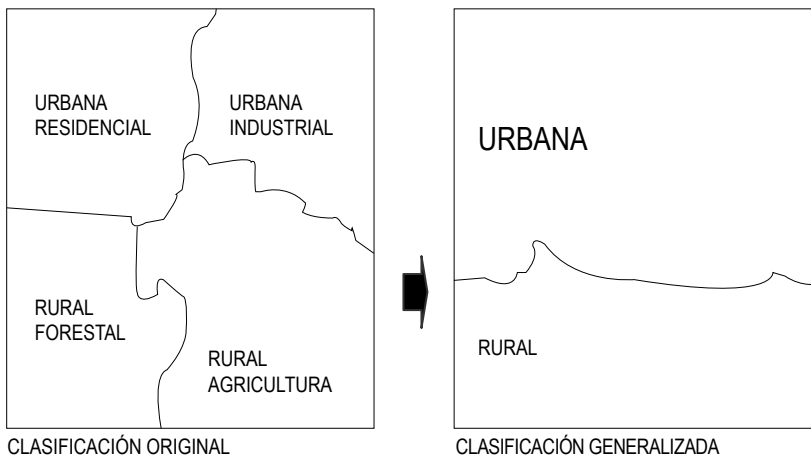 URBANA
RESIDENCIAL
URBANA
INDUSTRIAL
RURAL
FORESTAL
RURAL
AGRICULTURA
CLASIFICACIÓN ORIGINAL
URBANA
RURAL
CLASIFICACIÓN GENERALIZADA